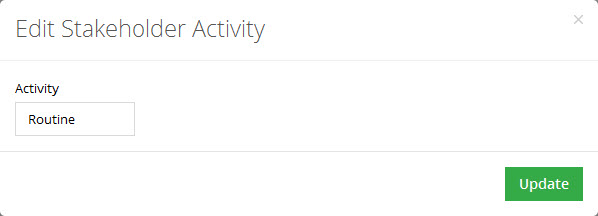 Edit Stakeholder Activity
×
Activity
Routine
Update